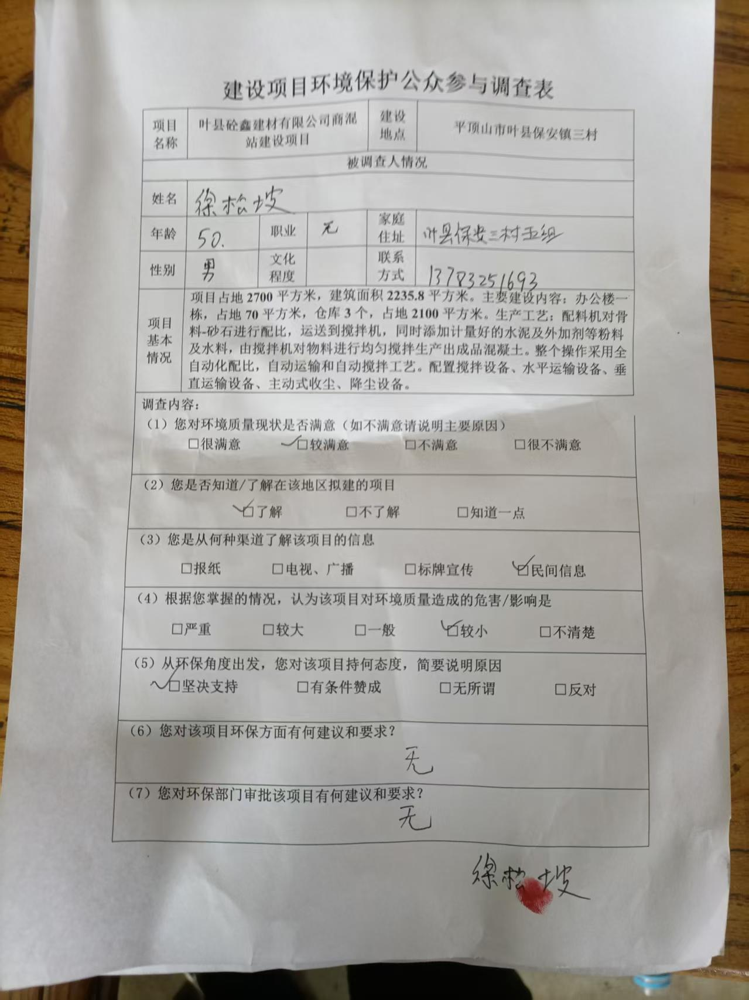 建设项目环境保护公众参与调查表
项目名称 叶县砼鑫建材有限公司商混站建设项目 建设地点 平顶山市叶县保安镇三村
被调查人情况
姓名 徐松坡
年龄 50. 职业 无 家庭住址 叶县保安三村五组
性别 男 文化程度 联系方式 13783251693
项目基本情况
项目占地 2700 平方米，建筑面积 2235.8 平方米。主要建设内容：办公楼一
栋，占地 70 平方米，仓库 3 个，占地 2100 平方米。生产工艺：配料机对骨
料-砂石进行配比，运送到搅拌机，同时添加计量好的水泥及外加剂等粉料
及水料，由搅拌机对物料进行均匀搅拌生产出成品混凝土。整个操作采用全
自动化配比，自动运输和自动搅拌工艺。配置搅拌设备、水平运输设备、垂
直运输设备、主动式收尘、降尘设备。
调查内容：
（1）您对环境质量现状是否满意（如不满意请说明主要原因）
□很满意 ✓□较满意 □不满意 □很不满意
（2）您是否知道/了解在该地区拟建的项目
✓□了解 □不了解 □知道一点
（3）您是从何种渠道了解该项目的信息
□报纸 □电视、广播 □标牌宣传 ✓□民间信息
（4）根据您掌握的情况，认为该项目对环境质量造成的危害/影响是
□严重 □较大 □一般 ✓□较小 □不清楚
（5）从环保角度出发，您对该项目持何态度，简要说明原因
✓□坚决支持 □有条件赞成 □无所谓 □反对
（6）您对该项目环保方面有何建议和要求？
无
（7）您对环保部门审批该项目有何建议和要求？
无
徐松坡